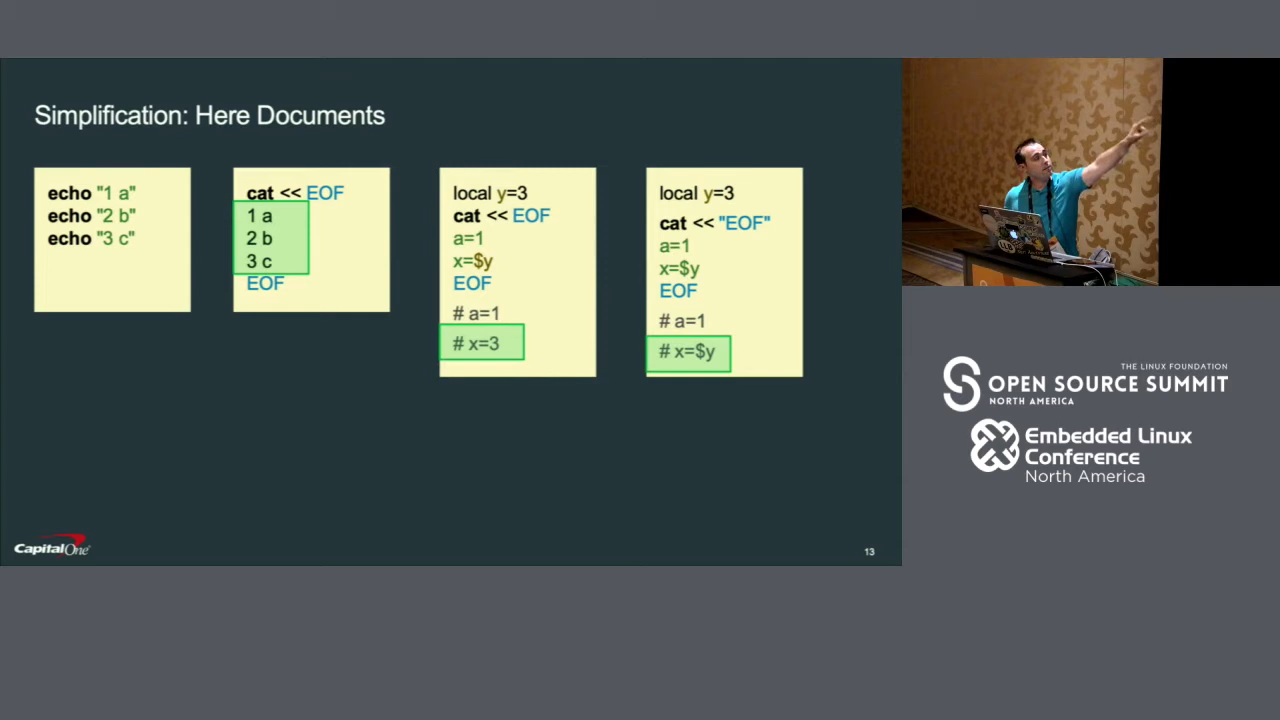 Simplification: Here Documents
echo "1 a"
echo "2 b"
echo "3 c"
cat << EOF
1 a
2 b
3 c
EOF
local y=3
cat << EOF
a=1
x=$y
EOF
# a=1
# x=3
local y=3
cat << "EOF"
a=1
x=$y
EOF
# a=1
# x=$y
CapitalOne
13
THE LINUX FOUNDATION
OPEN SOURCE SUMMIT
NORTH AMERICA
Embedded Linux
Conference
North America